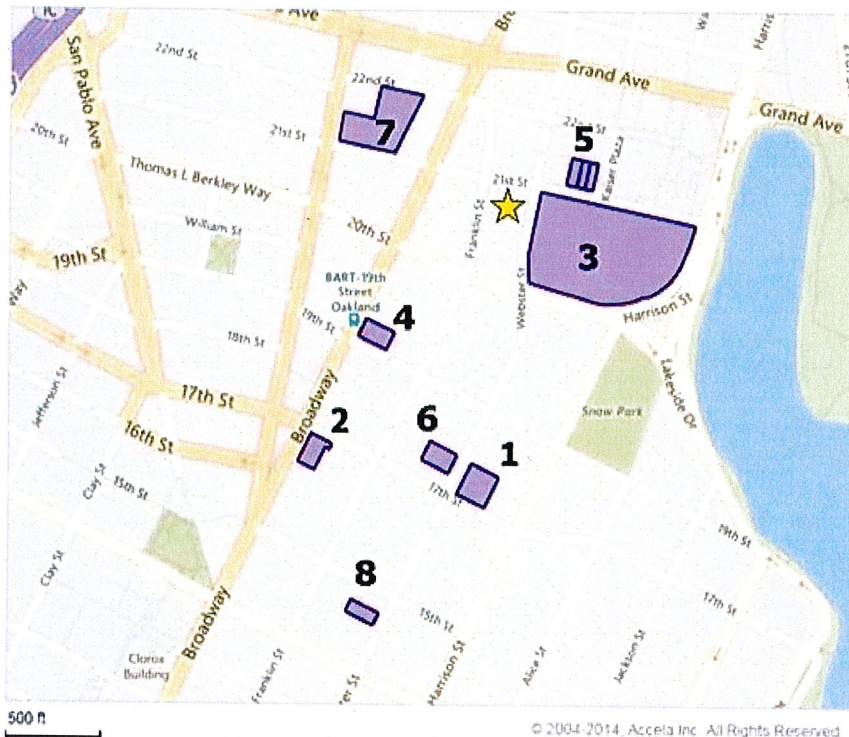 Ave
Grand Ave
Grand Ave
San Pablo Ave
22nd St
22nd St
7
21st St
20th St
Thomas L Berkley Way
5
Kaiser Plaza
21st St
Franklin St
20th St
William St
19th St
3
Webster St
Harrison St
BART-19th
Street
Oakland
19th St
4
18th St
17th St
Broadway
Jefferson St
Lakeside Dr
Snow Park
2
6
1
16th St
17th St
15th St
Clay St
Clay St
19th St
8
15th St
17th St
Broadway
Clorox
Building
Franklin St
Harrison St
Alice St
Jackson St
500 ft
© 2004-2014, Accela Inc. All Rights Reserved